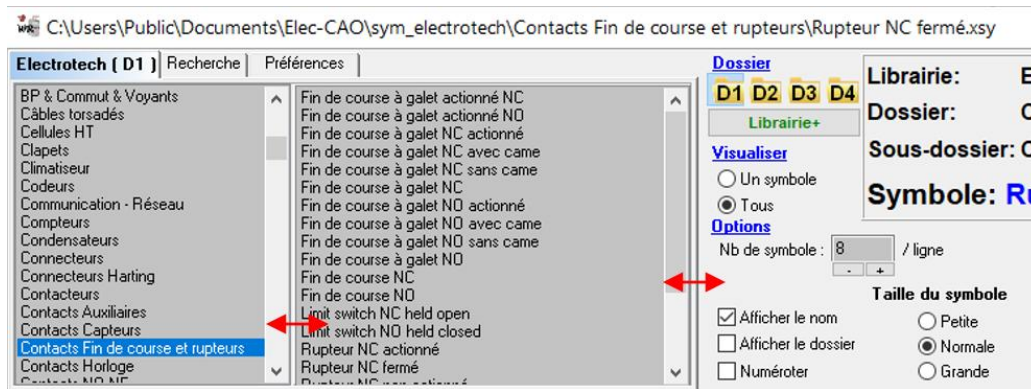 C:\Users\Public\Documents\Elec-CAO\sym_electrotech\Contacts Fin de course et rupteurs\Rupteur NC fermé.xsy
Electrotech ( D1 ) Recherche Préférences
BP & Commut & Voyants
Câbles torsadés
Cellules HT
Clapets
Climatiseur
Codeurs
Communication - Réseau
Compteurs
Condensateurs
Connecteurs
Connecteurs Harting
Contacteurs
Contacts Auxiliaires
Contacts Capteurs
Contacts Fin de course et rupteurs
Contacts Horloge
Contacts NO NF
Fin de course à galet actionné NC
Fin de course à galet actionné NO
Fin de course à galet NC actionné
Fin de course à galet NC avec came
Fin de course à galet NC sans came
Fin de course à galet NC
Fin de course à galet NO actionné
Fin de course à galet NO avec came
Fin de course à galet NO sans came
Fin de course à galet NO
Fin de course NC
Fin de course NO
Limit switch NC held open
Limit switch NO held closed
Rupteur NC actionné
Rupteur NC fermé
Rupteur NC non actionné
Dossier
D1 D2 D3 D4
Librairie+
Visualiser
Un symbole
Tous
Options
Nb de symbole : 8 / ligne
- +
Afficher le nom
Afficher le dossier
Numéroter
Taille du symbole
Petite
Normale
Grande
Librairie: E
Dossier: C
Sous-dossier: C
Symbole: Ru